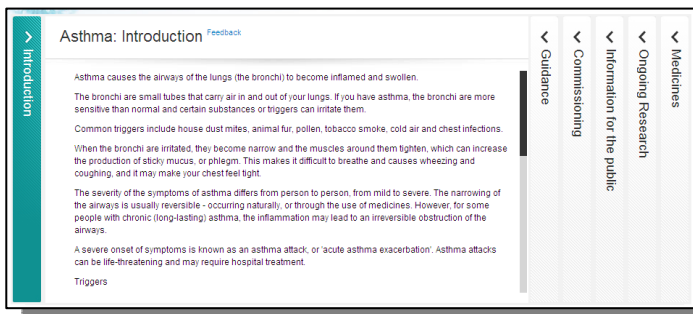 Introduction
Asthma: Introduction Feedback
Asthma causes the airways of the lungs (the bronchi) to become inflamed and swollen.
The bronchi are small tubes that carry air in and out of your lungs. If you have asthma, the bronchi are more
sensitive than normal and certain substances or triggers can irritate them.
Common triggers include house dust mites, animal fur, pollen, tobacco smoke, cold air and chest infections.
When the bronchi are irritated, they become narrow and the muscles around them tighten, which can increase
the production of sticky mucus, or phlegm. This makes it difficult to breathe and causes wheezing and
coughing, and it may make your chest feel tight.
The severity of the symptoms of asthma differs from person to person, from mild to severe. The narrowing of
the airways is usually reversible - occurring naturally, or through the use of medicines. However, for some
people with chronic (long-lasting) asthma, the inflammation may lead to an irreversible obstruction of the
airways.
A severe onset of symptoms is known as an asthma attack, or 'acute asthma exacerbation'. Asthma attacks
can be life-threatening and may require hospital treatment.
Triggers
Guidance
Commissioning
Information for the public
Ongoing Research
Medicines